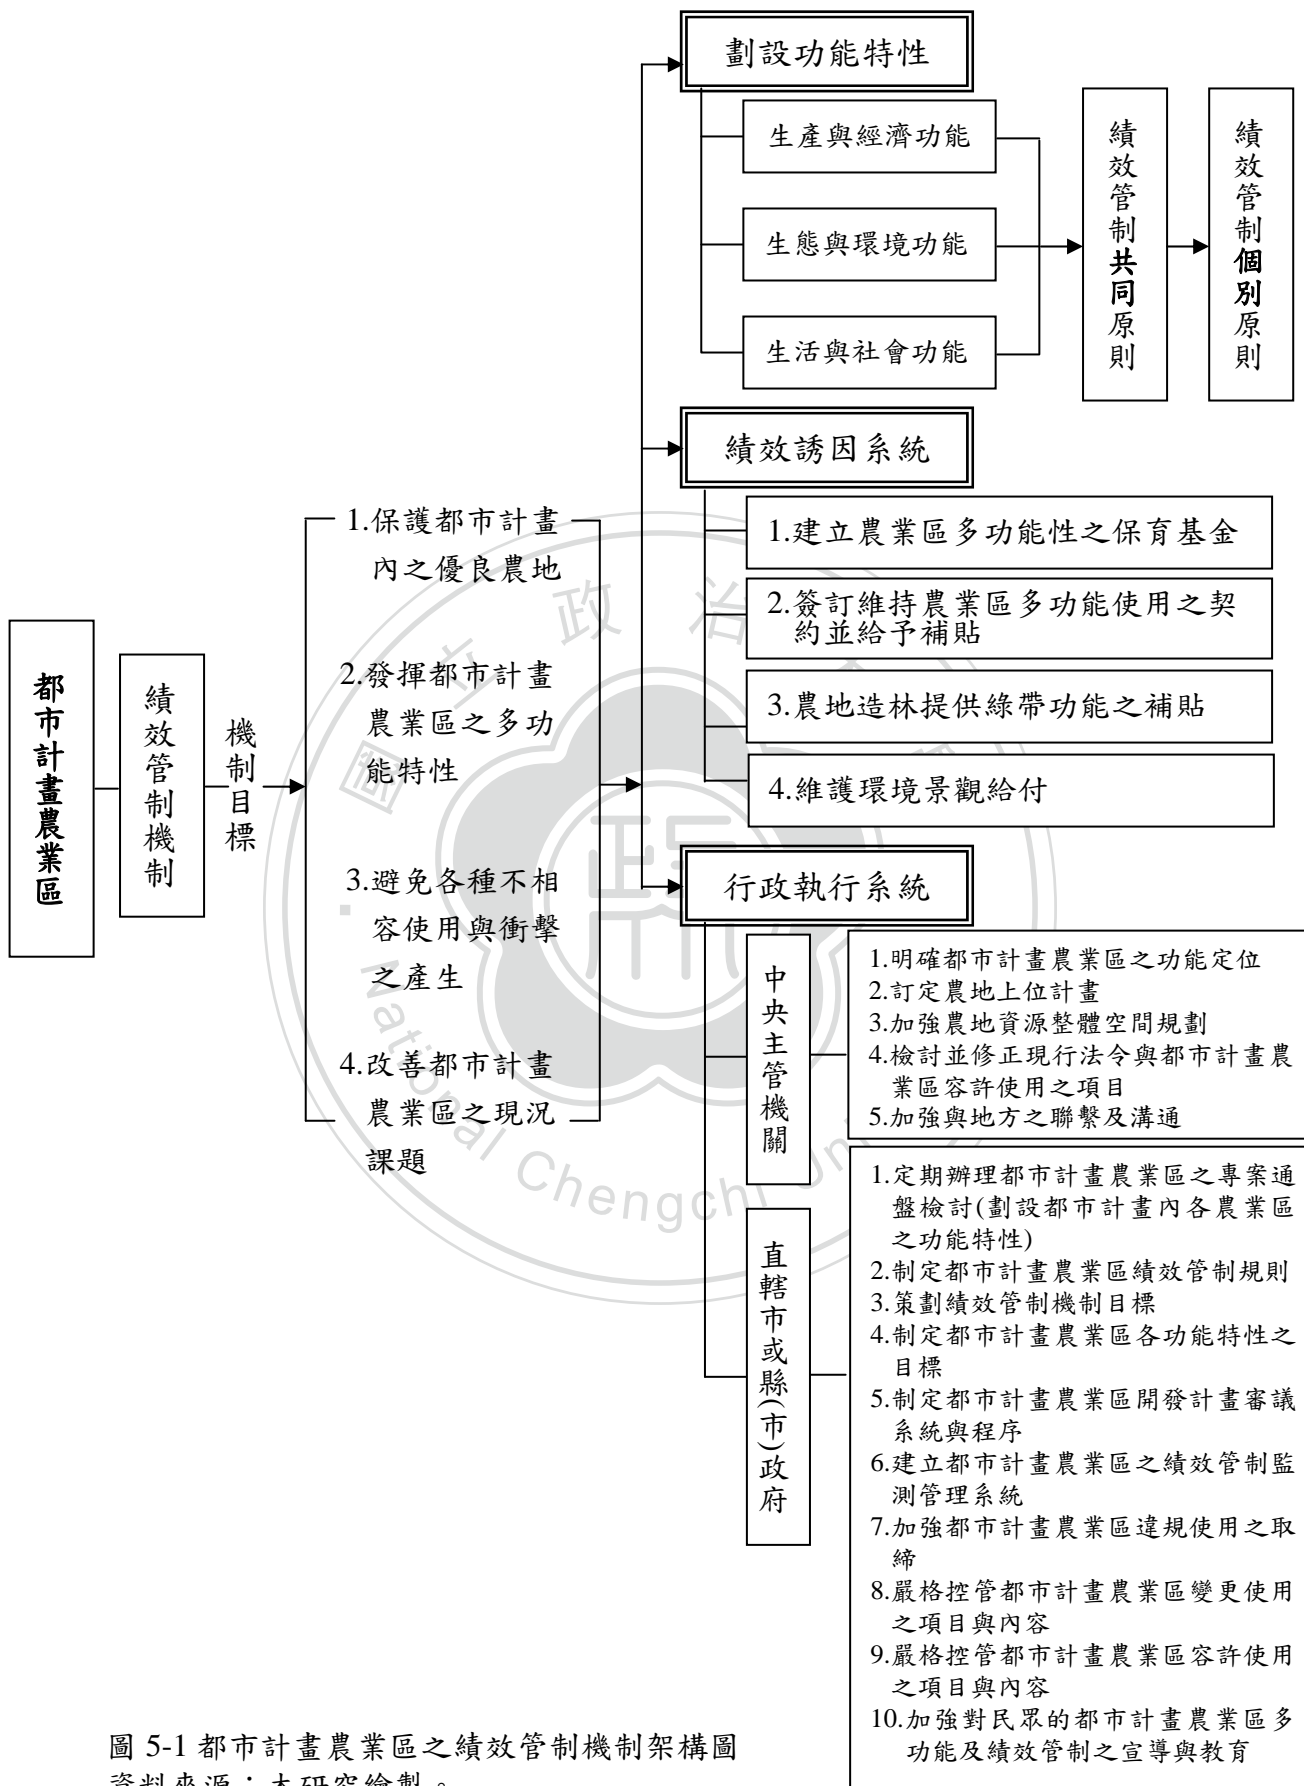 劃設功能特性
生產與經濟功能
生態與環境功能
生活與社會功能
績效管制共同原則
績效管制個別原則
績效誘因系統
1.建立農業區多功能性之保育基金
2.簽訂維持農業區多功能使用之契
約並給予補貼
3.農地造林提供綠帶功能之補貼
4.維護環境景觀給付
都市計畫農業區
績效管制機制
機制目標
1.保護都市計畫
內之優良農地
2.發揮都市計畫
農業區之多功
能特性
3.避免各種不相
容使用與衝擊
之產生
4.改善都市計畫
農業區之現況
課題
行政執行系統
中央主管機關
1.明確都市計畫農業區之功能定位
2.訂定農地上位計畫
3.加強農地資源整體空間規劃
4.檢討並修正現行法令與都市計畫農
業區容許使用之項目
5.加強與地方之聯繫及溝通
直轄市或縣(市)政府
1.定期辦理都市計畫農業區之專案通
盤檢討(劃設都市計畫內各農業區
之功能特性)
2.制定都市計畫農業區績效管制規則
3.策劃績效管制機制目標
4.制定都市計畫農業區各功能特性之
目標
5.制定都市計畫農業區開發計畫審議
系統與程序
6.建立都市計畫農業區之績效管制監
測管理系統
7.加強都市計畫農業區違規使用之取
締
8.嚴格控管都市計畫農業區變更使用
之項目與內容
9.嚴格控管都市計畫農業區容許使用
之項目與內容
10.加強對民眾的都市計畫農業區多
功能及績效管制之宣導與教育
圖 5-1 都市計畫農業區之績效管制機制架構圖
資料來源：本研究繪製。
國立政治
National Chengchi Uni